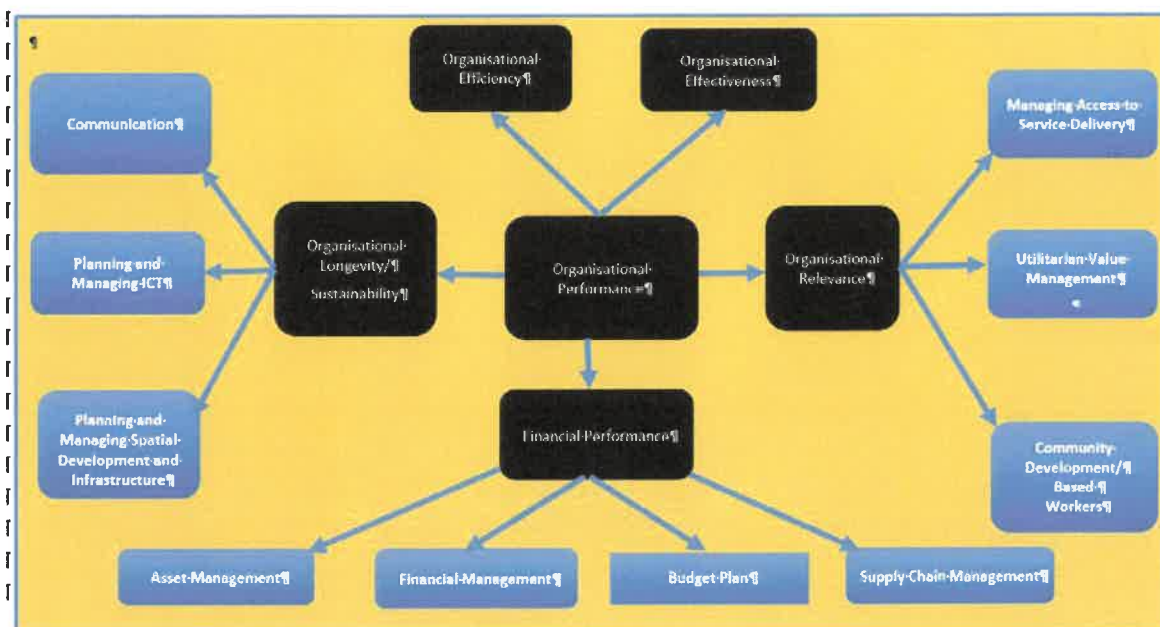 ¶
Organisational·
Efficiency¶
Organisational·
Effectiveness¶
Communication¶
Managing·Access·to·
Service·Delivery¶
Organisational·
Longevity/¶
Sustainability¶
Organisational·
Performance¶
Organisational·
Relevance¶
Planning·and·
Managing·ICT¶
Utilitarian·Value·
Management¶
¶
Planning·and·
Managing·Spatial·
Development·and·
Infrastructure¶
Financial·Performance¶
Community·
Development/¶
Based·¶
Workers¶
Asset·Management¶
Financial·Management¶
Budget·Plan¶
Supply·Chain·Management¶